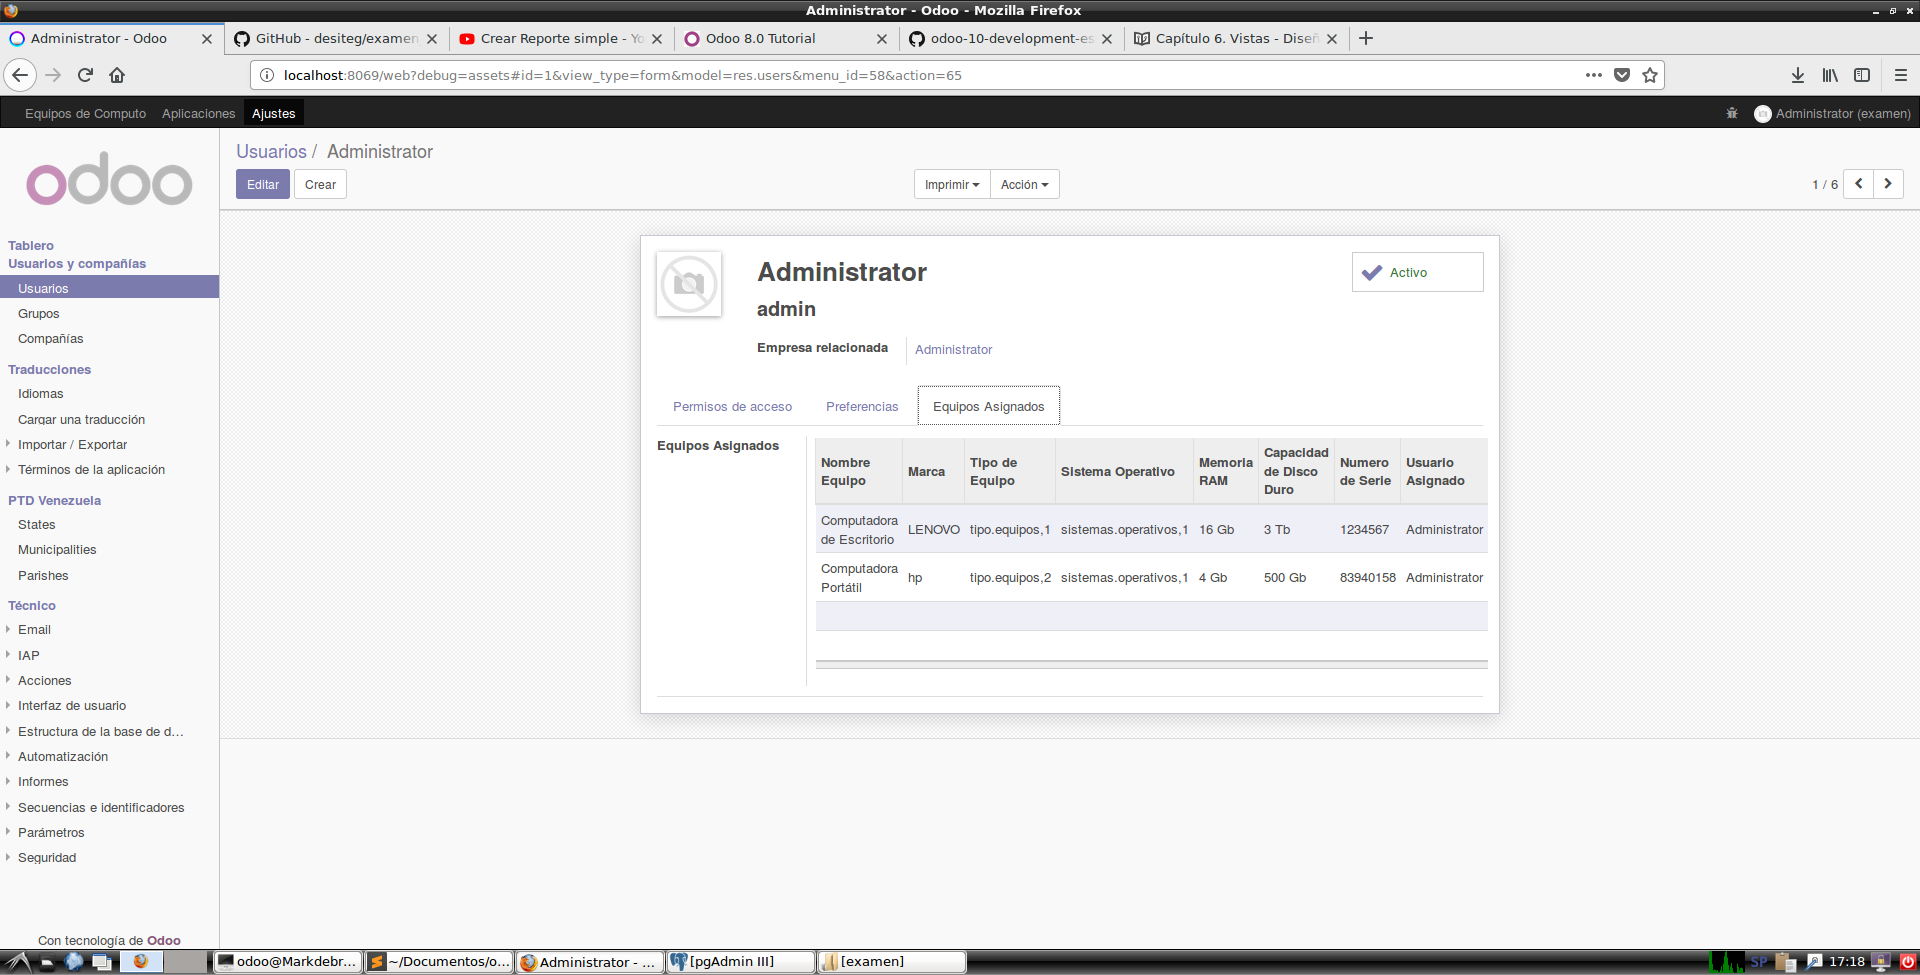 Administrator - Odoo - Mozilla Firefox
Administrator - Odoo
GitHub - desiteg/examen
Crear Reporte simple - Yo
Odoo 8.0 Tutorial
odoo-10-development-es
Capítulo 6. Vistas - Diseñ
localhost:8069/web?debug=assets#id=1&view_type=form&model=res.users&menu_id=58&action=65
Equipos de Computo
Aplicaciones
Ajustes
Administrator (examen)
odoo
Usuarios / Administrator
Editar
Crear
Imprimir
Acción
1 / 6
Tablero
Usuarios y compañías
Usuarios
Grupos
Compañías
Traducciones
Idiomas
Cargar una traducción
Importar / Exportar
Términos de la aplicación
PTD Venezuela
States
Municipalities
Parishes
Técnico
Email
IAP
Acciones
Interfaz de usuario
Estructura de la base de d...
Automatización
Informes
Secuencias e identificadores
Parámetros
Seguridad
Con tecnología de Odoo
Administrator
admin
Activo
Empresa relacionada
Administrator
Permisos de acceso
Preferencias
Equipos Asignados
Equipos Asignados
Nombre Equipo
Marca
Tipo de Equipo
Sistema Operativo
Memoria RAM
Capacidad de Disco Duro
Numero de Serie
Usuario Asignado
Computadora de Escritorio
LENOVO
tipo.equipos,1
sistemas.operativos,1
16 Gb
3 Tb
1234567
Administrator
Computadora Portátil
hp
tipo.equipos,2
sistemas.operativos,1
4 Gb
500 Gb
83940158
Administrator
odoo@Markdebr...
~/Documentos/o...
Administrator - ...
[pgAdmin III]
[examen]
SP
17:18